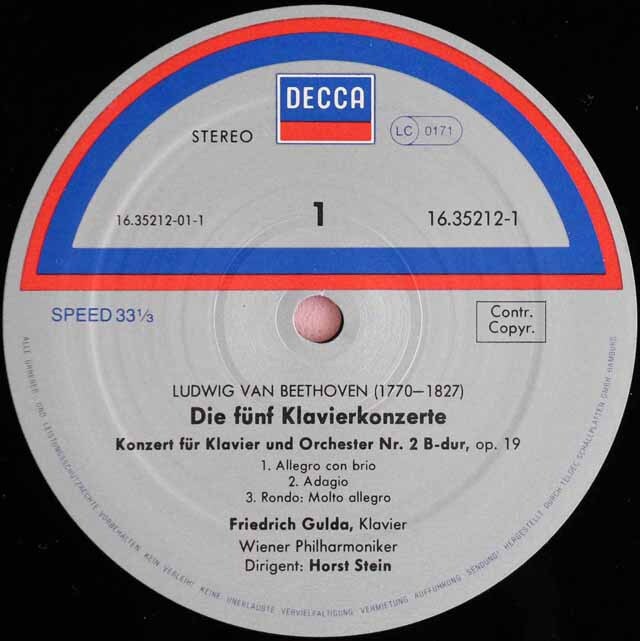 DECCA
STEREO
LC 0171
16.35212-01-1
1
16.35212-1
SPEED 33⅓
Contr.
Copyr.
LUDWIG VAN BEETHOVEN (1770–1827)
Die fünf Klavierkonzerte
Konzert für Klavier und Orchester Nr. 2 B-dur, op. 19
1. Allegro con brio
2. Adagio
3. Rondo: Molto allegro
Friedrich Gulda, Klavier
Wiener Philharmoniker
Dirigent: Horst Stein
ALLE URHEBER- UND LEISTUNGSSCHUTZRECHTE VORBEHALTEN. KEIN VERLEIH! KEINE UNERLAUBTE VERVIELFÄLTIGUNG, VERMIETUNG, AUFFÜHRUNG, SENDUNG! HERGESTELLT DURCH TELDEC SCHALLPLATTEN GMBH HAMBURG